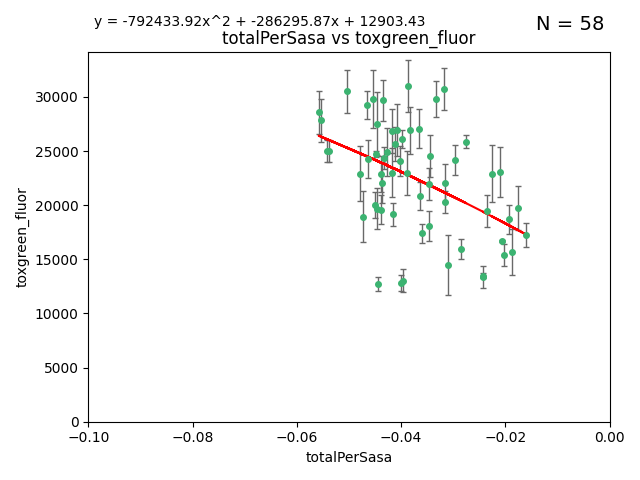 y = -792433.92x^2 + -286295.87x + 12903.43
N = 58
totalPerSasa vs toxgreen_fluor
30000
25000
20000
15000
10000
5000
0
toxgreen_fluor
−0.10 −0.08 −0.06 −0.04 −0.02 0.00
totalPerSasa